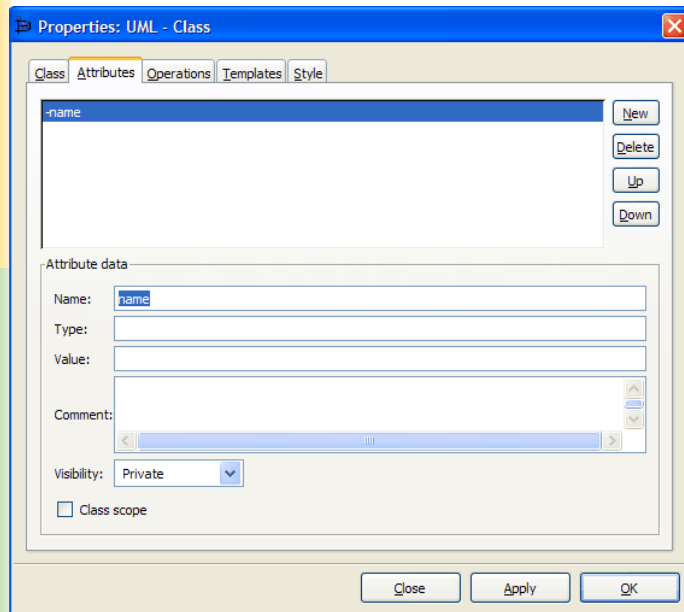 Properties: UML - Class
Class Attributes Operations Templates Style
-name
New
Delete
Up
Down
Attribute data
Name: name
Type:
Value:
Comment:
Visibility: Private
Class scope
Close Apply OK